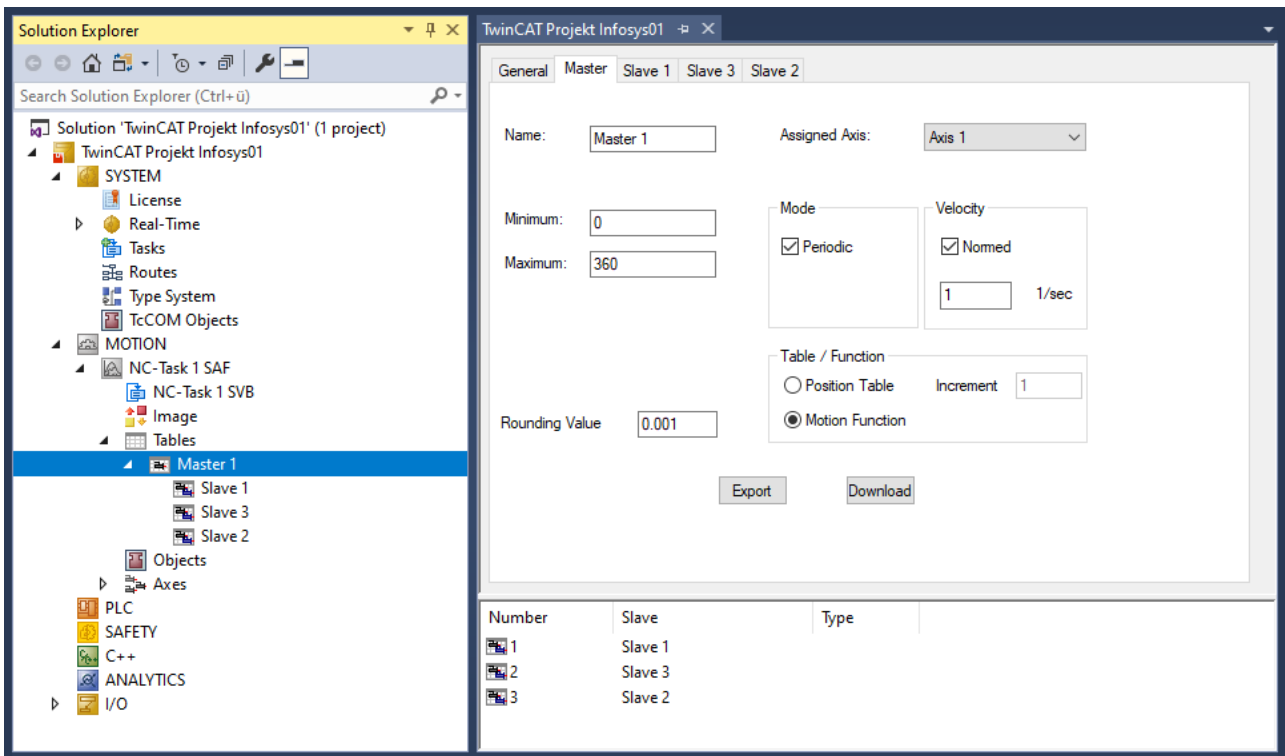 Solution Explorer
Search Solution Explorer (Ctrl+ü)
Solution 'TwinCAT Projekt Infosys01' (1 project)
TwinCAT Projekt Infosys01
SYSTEM
License
Real-Time
Tasks
Routes
Type System
TcCOM Objects
MOTION
NC-Task 1 SAF
NC-Task 1 SVB
Image
Tables
Master 1
Slave 1
Slave 3
Slave 2
Objects
Axes
PLC
SAFETY
C++
ANALYTICS
I/O
TwinCAT Projekt Infosys01
General Master Slave 1 Slave 3 Slave 2
Name: Master 1 Assigned Axis: Axis 1
Mode Velocity
Minimum: 0
Periodic Normed
Maximum: 360
1 1/sec
Table / Function
Position Table Increment 1
Rounding Value 0.001 Motion Function
Export Download
Number Slave Type
1 Slave 1
2 Slave 3
3 Slave 2